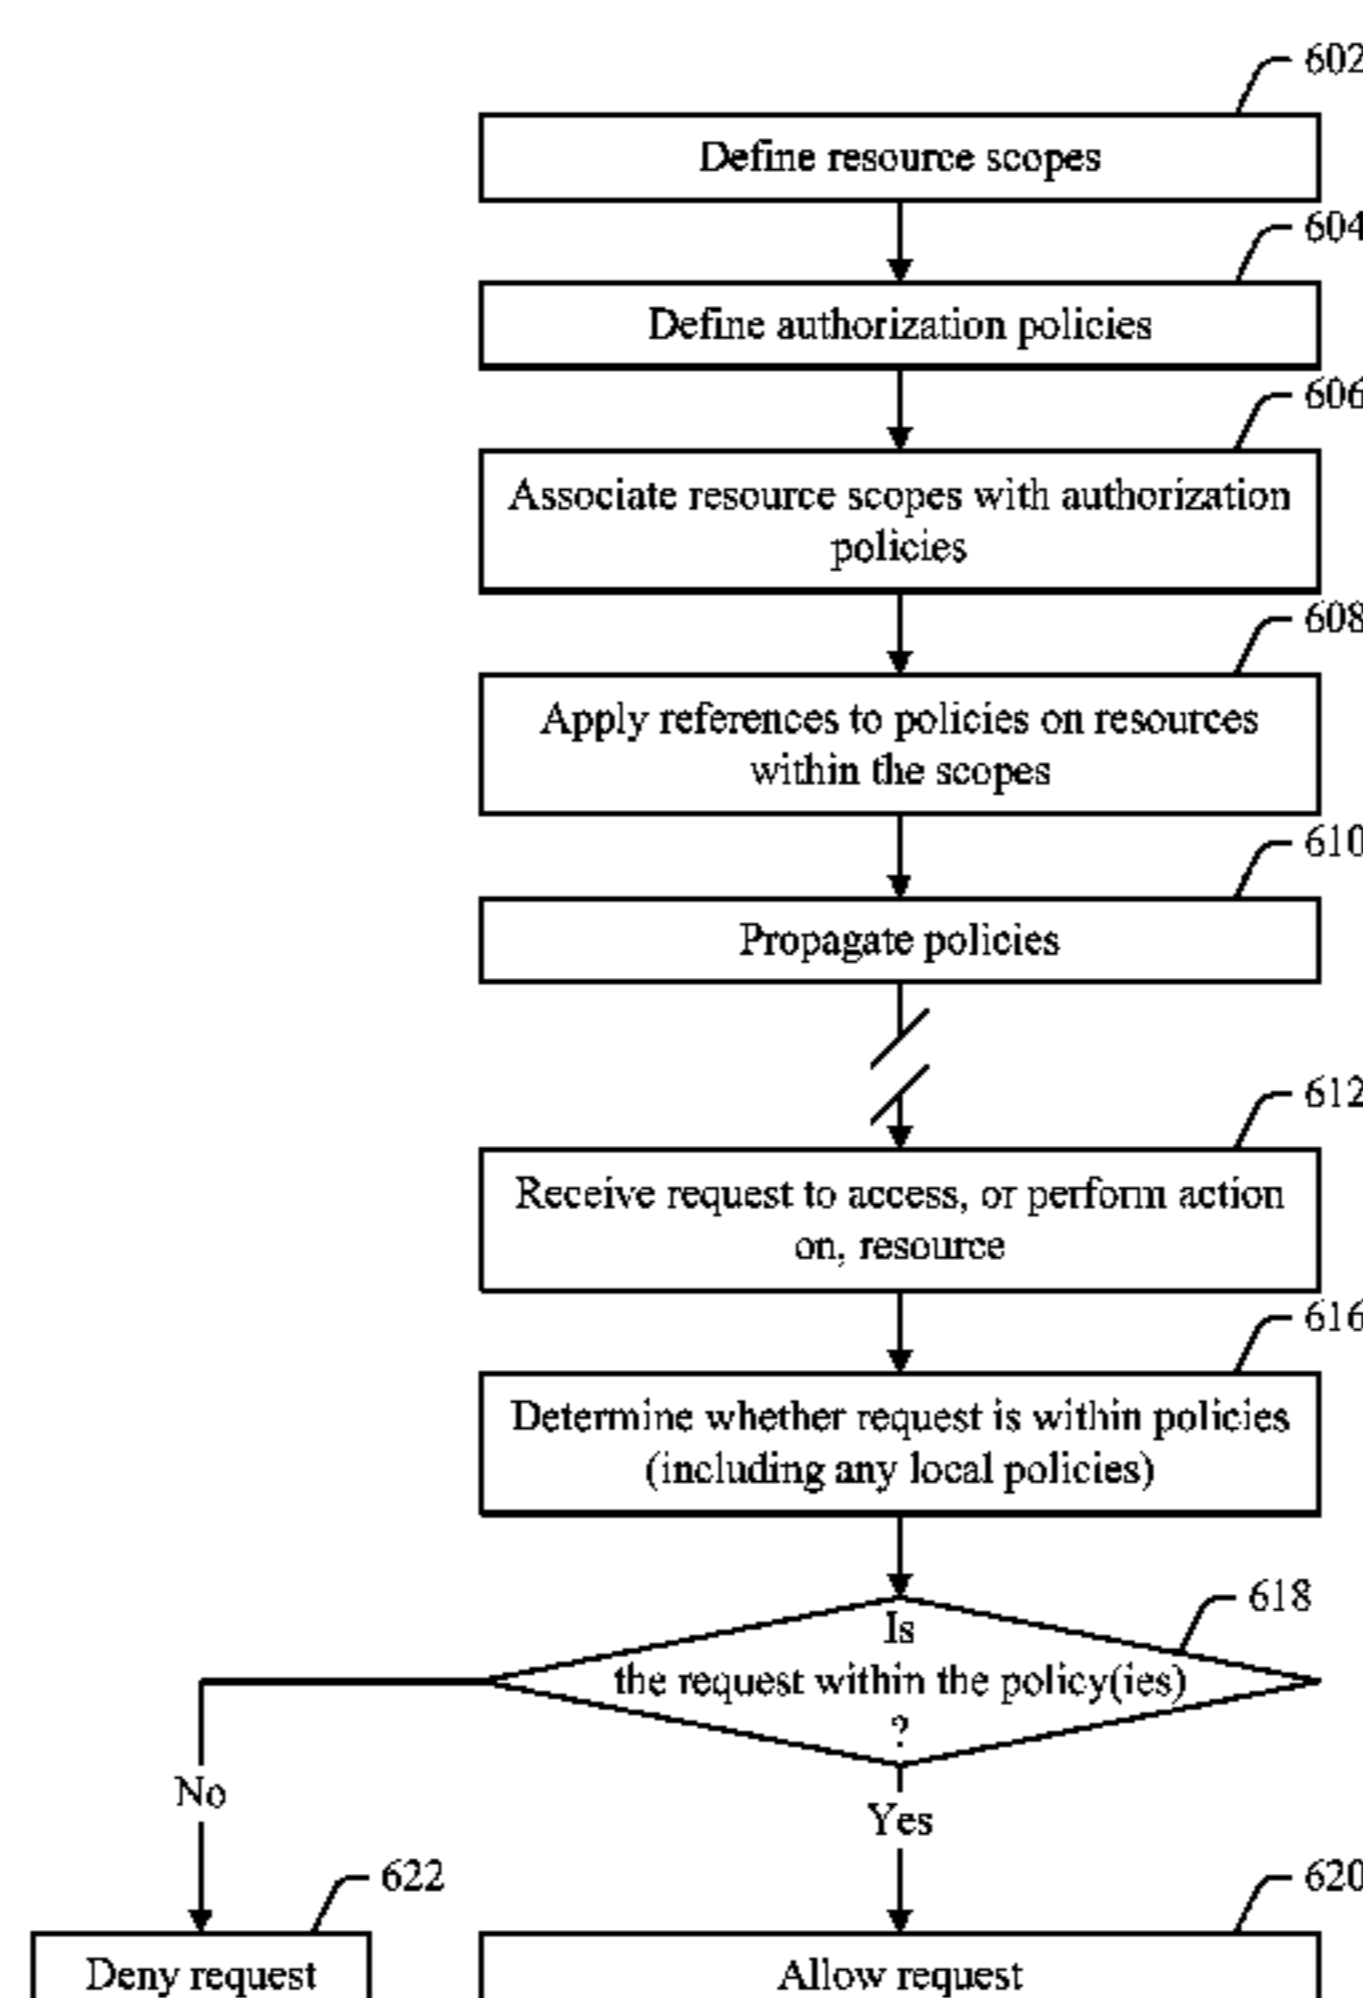 602
Define resource scopes
604
Define authorization policies
606
Associate resource scopes with authorization
policies
608
Apply references to policies on resources
within the scopes
610
Propagate policies
612
Receive request to access, or perform action
on, resource
616
Determine whether request is within policies
(including any local policies)
618
Is
the request within the policy(ies)
?
No
Yes
622
620
Deny request
Allow request